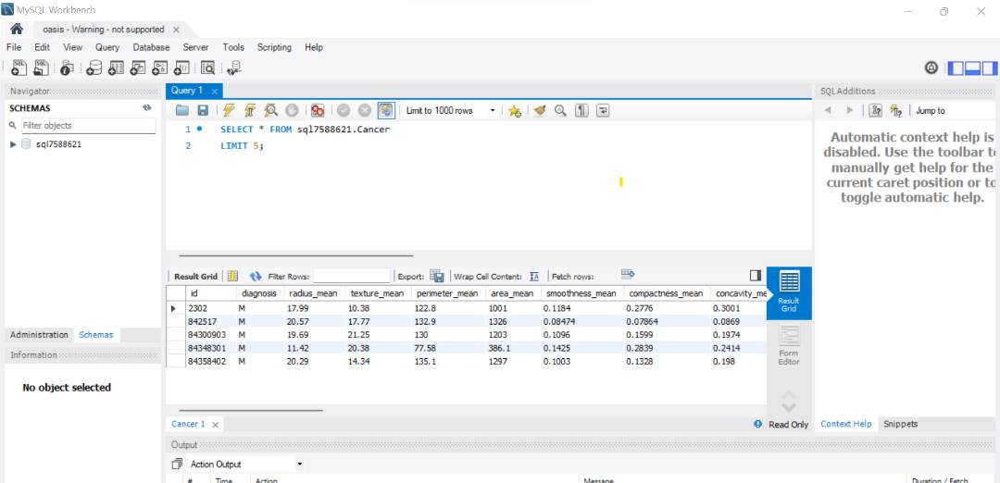 MySQL Workbench
oasis - Warning - not supported
File Edit View Query Database Server Tools Scripting Help
Navigator
SCHEMAS
Filter objects
sql7588621
Administration Schemas
Information
No object selected
Query 1
Limit to 1000 rows
1 SELECT * FROM sql7588621.Cancer
2 LIMIT 5;
Result Grid Filter Rows: Export: Wrap Cell Content: Fetch rows:
id diagnosis radius_mean texture_mean perimeter_mean area_mean smoothness_mean compactness_mean concavity_me
2302 M 17.99 10.38 122.8 1001 0.1184 0.2776 0.3001
842517 M 20.57 17.77 132.9 1326 0.08474 0.07864 0.0869
84300903 M 19.69 21.25 130 1203 0.1096 0.1599 0.1974
84348301 M 11.42 20.38 77.58 386.1 0.1425 0.2839 0.2414
84358402 M 20.29 14.34 135.1 1297 0.1003 0.1328 0.198
Result
Grid
Form
Editor
Cancer 1
Read Only
Output
Action Output
# Time Action Message Duration / Fetch
SQLAdditions
Jump to
Automatic context help is
disabled. Use the toolbar to
manually get help for the
current caret position or to
toggle automatic help.
Context Help Snippets